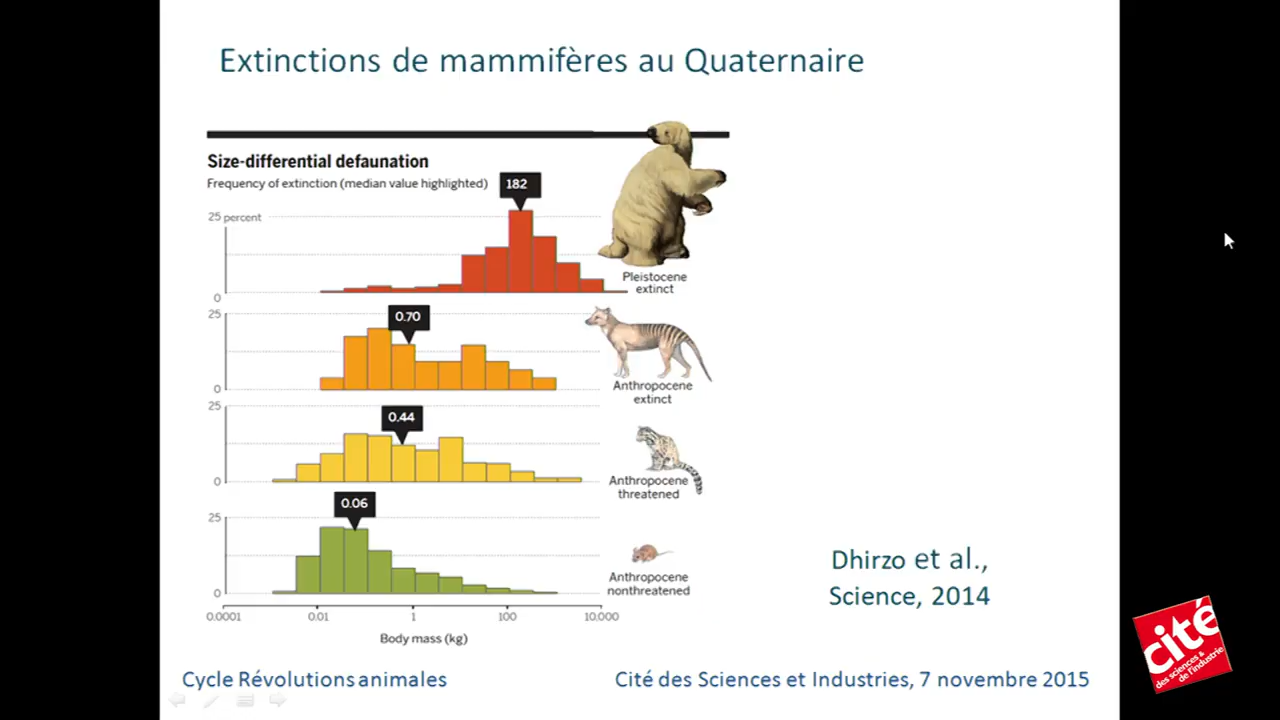 Extinctions de mammifères au Quaternaire
Size-differential defaunation
Frequency of extinction (median value highlighted)
182
25 percent
0
Pleistocene
extinct
25
0.70
0
Anthropocene
extinct
25
0.44
0
Anthropocene
threatened
0.06
25
0
Anthropocene
nonthreatened
0.0001 0.01 1 100 10.000
Body mass (kg)
Dhirzo et al.,
Science, 2014
cité
des sciences &
de l'industrie
Cycle Révolutions animales
Cité des Sciences et Industries, 7 novembre 2015